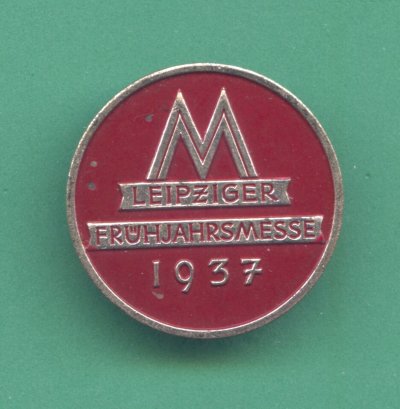 M
LEIPZIGER
FRÜHJAHRSMESSE
1937